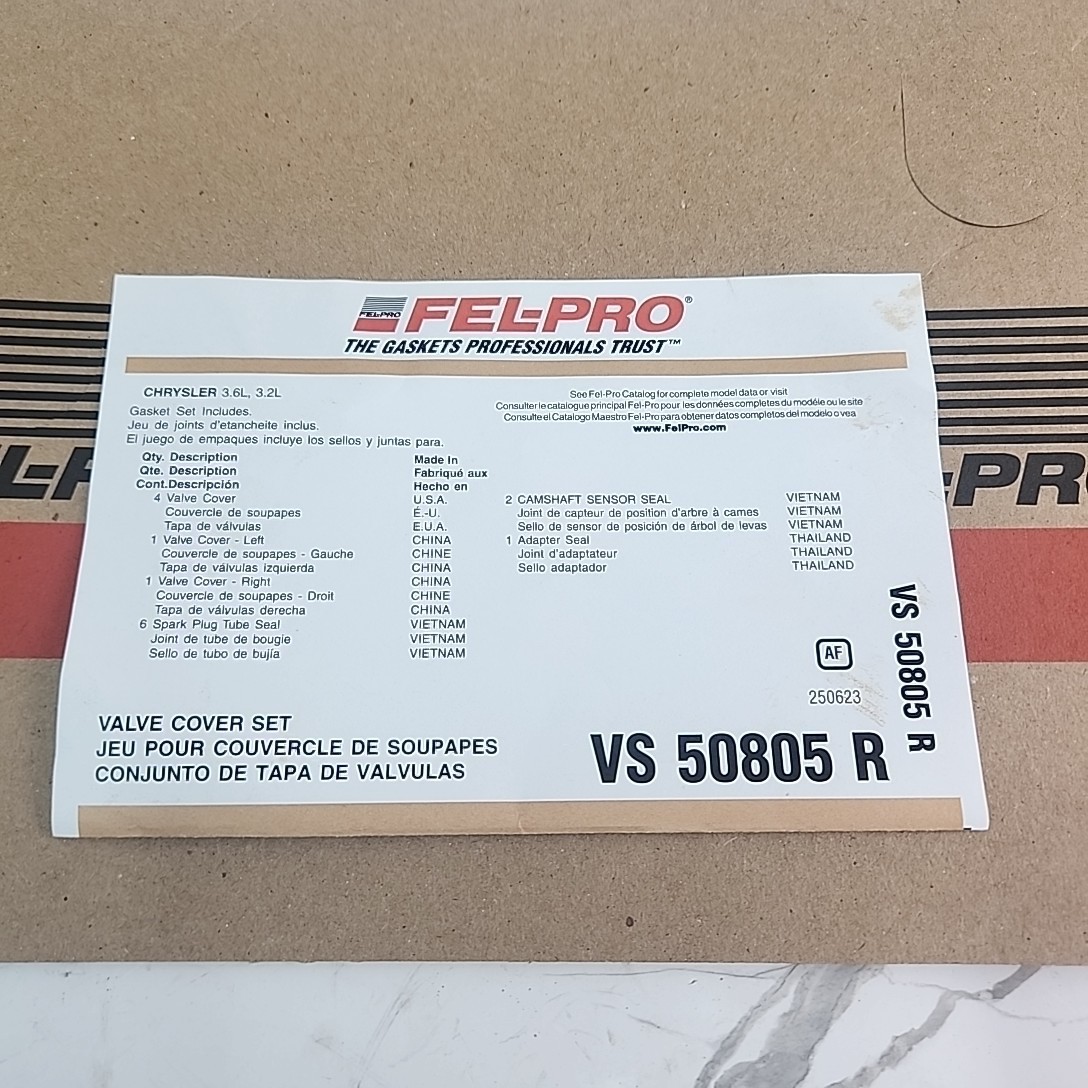 FEL-PRO
FEL-PRO®
THE GASKETS PROFESSIONALS TRUST™
CHRYSLER 3.6L, 3.2L
Gasket Set Includes.
Jeu de joints d'etancheite inclus.
El juego de empaques incluye los sellos y juntas para.
See Fel-Pro Catalog for complete model data or visit
Consulter le catalogue principal Fel-Pro pour les données completes du modéle ou le site
Consulte el Catalogo Maestro Fel-Pro para obtener datos completos del modelo o vea
www.FelPro.com
Qty. Description Made In
Qte. Description Fabriqué aux
Cont.Descripción Hecho en
4 Valve Cover U.S.A.
Couvercle de soupapes É.-U.
Tapa de válvulas E.U.A.
1 Valve Cover - Left CHINA
Couvercle de soupapes - Gauche CHINE
Tapa de válvulas izquierda CHINA
1 Valve Cover - Right CHINA
Couvercle de soupapes - Droit CHINE
Tapa de válvulas derecha CHINA
6 Spark Plug Tube Seal VIETNAM
Joint de tube de bougie VIETNAM
Sello de tubo de bujía VIETNAM
2 CAMSHAFT SENSOR SEAL VIETNAM
Joint de capteur de position d'arbre à cames VIETNAM
Sello de sensor de posición de árbol de levas VIETNAM
1 Adapter Seal THAILAND
Joint d'adaptateur THAILAND
Sello adaptador THAILAND
AF
250623
VS 50805 R
VALVE COVER SET
JEU POUR COUVERCLE DE SOUPAPES
CONJUNTO DE TAPA DE VALVULAS
VS 50805 R